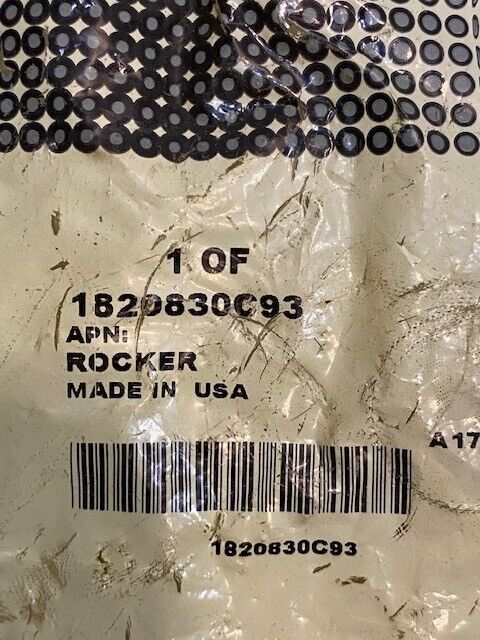 1 OF
1820830C93
APN:
ROCKER
MADE IN USA
A17
1820830C93